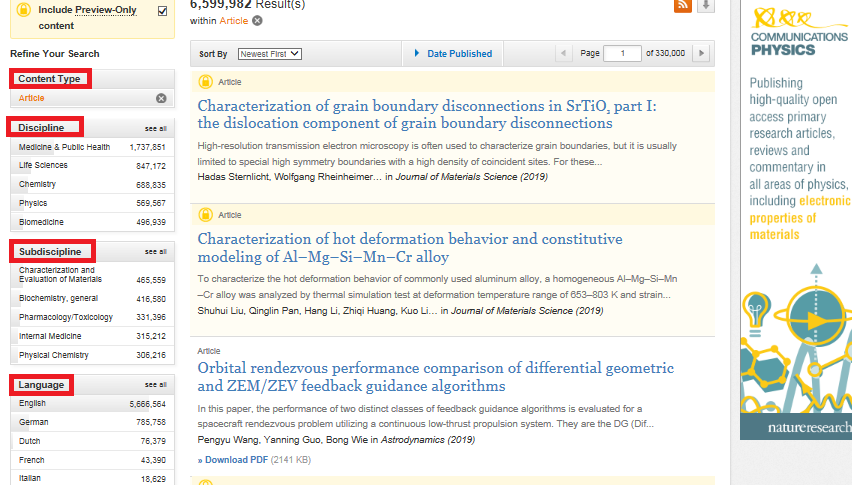 Include Preview-Only
content
Refine Your Search
Content Type
Article
Discipline see all
Medicine & Public Health 1,737,851
Life Sciences 847,172
Chemistry 688,835
Physics 569,567
Biomedicine 496,939
Subdiscipline see all
Characterization and
Evaluation of Materials 465,559
Biochemistry, general 416,580
Pharmacology/Toxicology 331,396
Internal Medicine 315,212
Physical Chemistry 306,216
Language see all
English 5,666,564
German 785,758
Dutch 76,379
French 43,390
Italian 18,629
6,599,982 Result(s)
within Article
Sort By Newest First Date Published Page 1 of 330,000
Article
Characterization of grain boundary disconnections in SrTiO3 part I:
the dislocation component of grain boundary disconnections
High-resolution transmission electron microscopy is often used to characterize grain boundaries, but it is usually
limited to special high symmetry boundaries with a high density of coincident sites. For these...
Hadas Sternlicht, Wolfgang Rheinheimer… in Journal of Materials Science (2019)
Article
Characterization of hot deformation behavior and constitutive
modeling of Al–Mg–Si–Mn–Cr alloy
To characterize the hot deformation behavior of commonly used aluminum alloy, a homogeneous Al–Mg–Si–Mn
–Cr alloy was analyzed by thermal simulation test at deformation temperature range of 653–803 K and strain...
Shuhui Liu, Qinglin Pan, Hang Li, Zhiqi Huang, Kuo Li… in Journal of Materials Science (2019)
Article
Orbital rendezvous performance comparison of differential geometric
and ZEM/ZEV feedback guidance algorithms
In this paper, the performance of two distinct classes of feedback guidance algorithms is evaluated for a
spacecraft rendezvous problem utilizing a continuous low-thrust propulsion system. They are the DG (Dif...
Pengyu Wang, Yanning Guo, Bong Wie in Astrodynamics (2019)
» Download PDF (2141 KB)
COMMUNICATIONS
PHYSICS
Publishing
high-quality open
access primary
research articles,
reviews and
commentary in
all areas of physics,
including electronic
properties of
materials
natureresearch